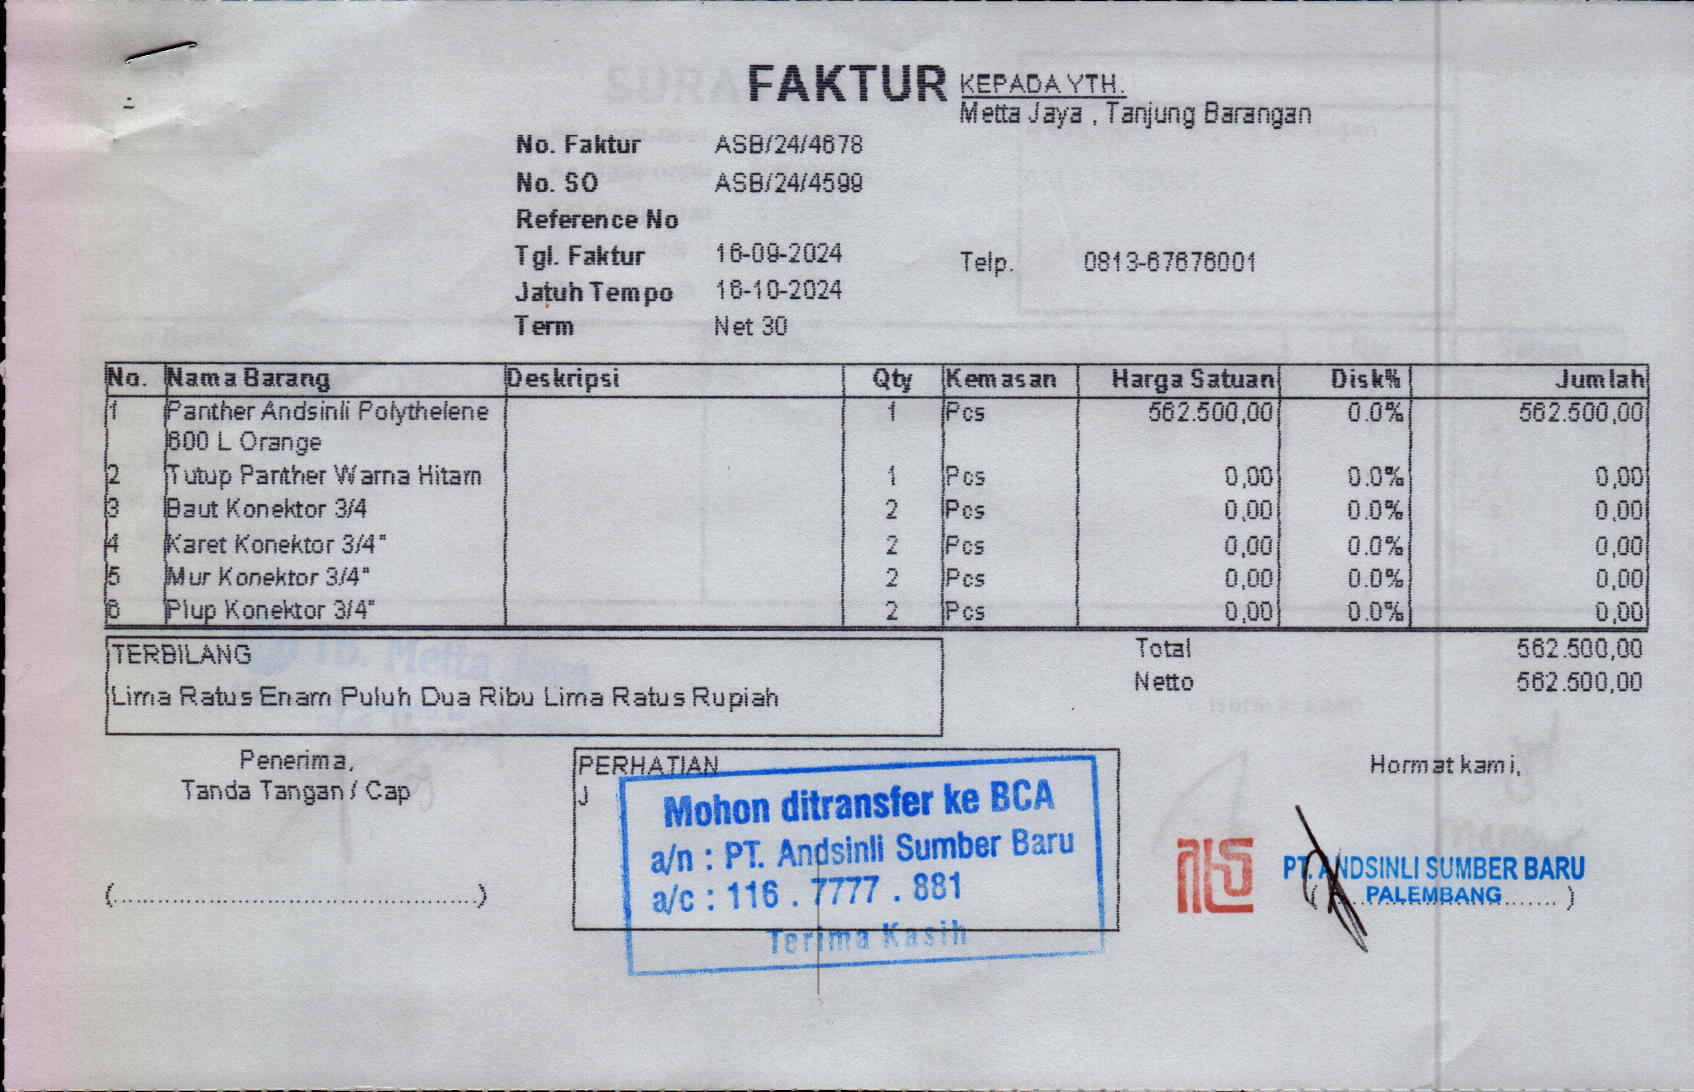 FAKTUR
KEPADA YTH.
Metta Jaya , Tanjung Barangan
No. Faktur ASB/24/4678
No. SO ASB/24/4599
Reference No
Tgl. Faktur 16-09-2024
Telp. 0813-67676001
Jatuh Tempo 16-10-2024
Term Net 30
No. Nama Barang Deskripsi Qty Kemasan Harga Satuan Disk% Jumlah
1 Panther Andsinli Polythelene 1 Pcs 562.500,00 0.0% 562.500,00
600 L Orange
2 Tutup Panther Warna Hitam 1 Pcs 0,00 0.0% 0,00
3 Baut Konektor 3/4 2 Pcs 0,00 0.0% 0,00
4 Karet Konektor 3/4" 2 Pcs 0,00 0.0% 0,00
5 Mur Konektor 3/4" 2 Pcs 0,00 0.0% 0,00
6 Plup Konektor 3/4" 2 Pcs 0,00 0.0% 0,00
TERBILANG
Lima Ratus Enam Puluh Dua Ribu Lima Ratus Rupiah
Total 562.500,00
Netto 562.500,00
Penerima,
Tanda Tangan / Cap
(................................................)
PERHATIAN
J
Mohon ditransfer ke BCA
a/n : PT. Andsinli Sumber Baru
a/c : 116 . 7777 . 881
Terima Kasih
Hormat kami,
PT. ANDSINLI SUMBER BARU
PALEMBANG